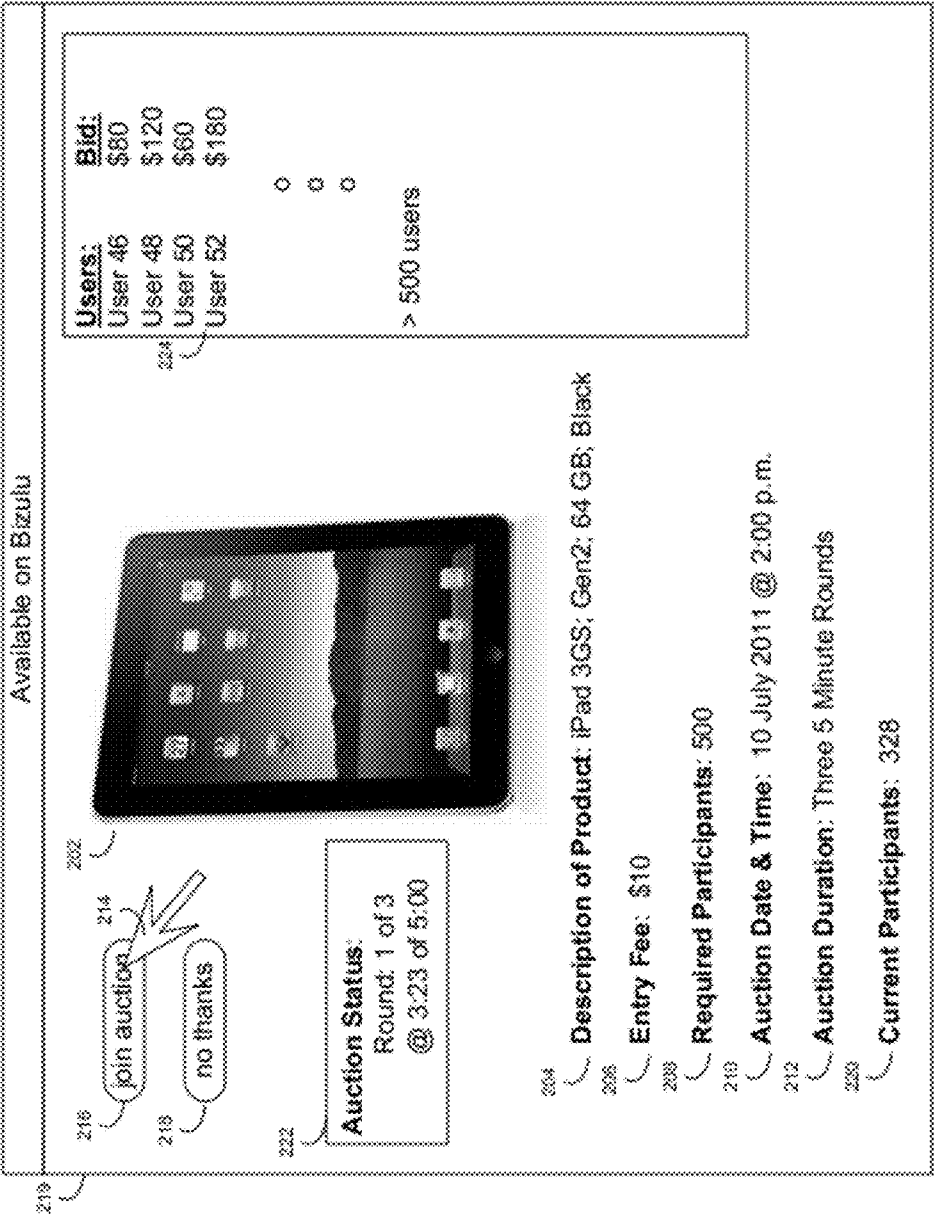 Available on Bizulu
216
join auction
214
218
no thanks
202
222
Auction Status:
Round: 1 of 3
@ 3:23 of 5:00
Users: Bid:
User 46 $80
User 48 $120
User 50 $60
224
User 52 $180
> 500 users
204
Description of Product: iPad 3GS; Gen2; 64 GB; Black
206
Entry Fee: $10
208
Required Participants: 500
210
Auction Date & Time: 10 July 2011 @ 2:00 p.m.
212
Auction Duration: Three 5 Minute Rounds
Current Participants: 328
219